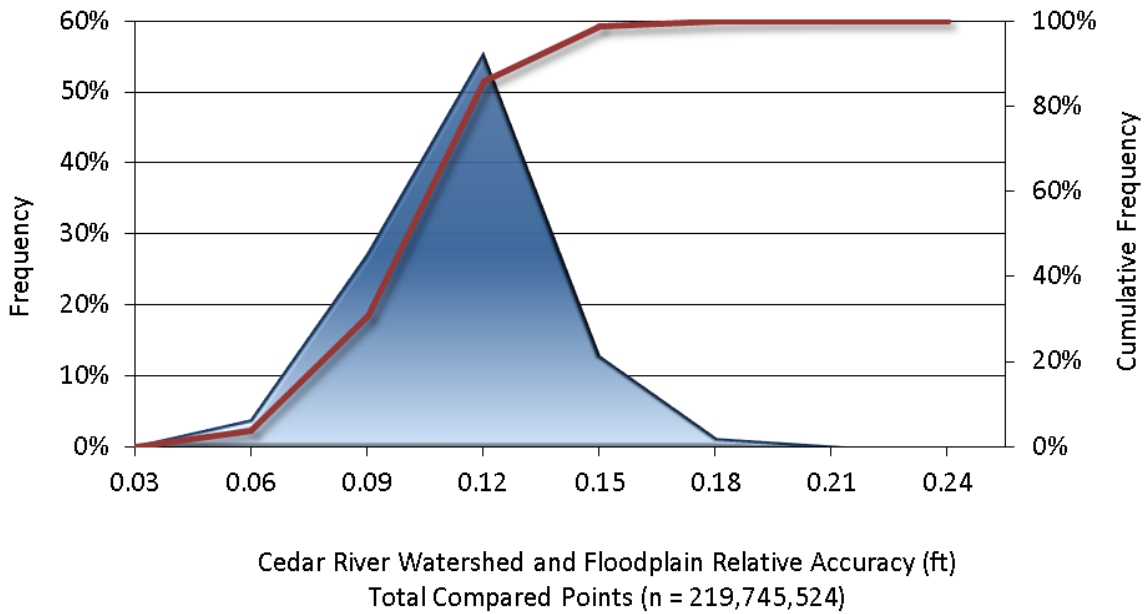 60%
50%
40%
30%
20%
10%
0%
Frequency
100%
80%
60%
40%
20%
0%
Cumulative Frequency
0.03 0.06 0.09 0.12 0.15 0.18 0.21 0.24
Cedar River Watershed and Floodplain Relative Accuracy (ft)
Total Compared Points (n = 219,745,524)